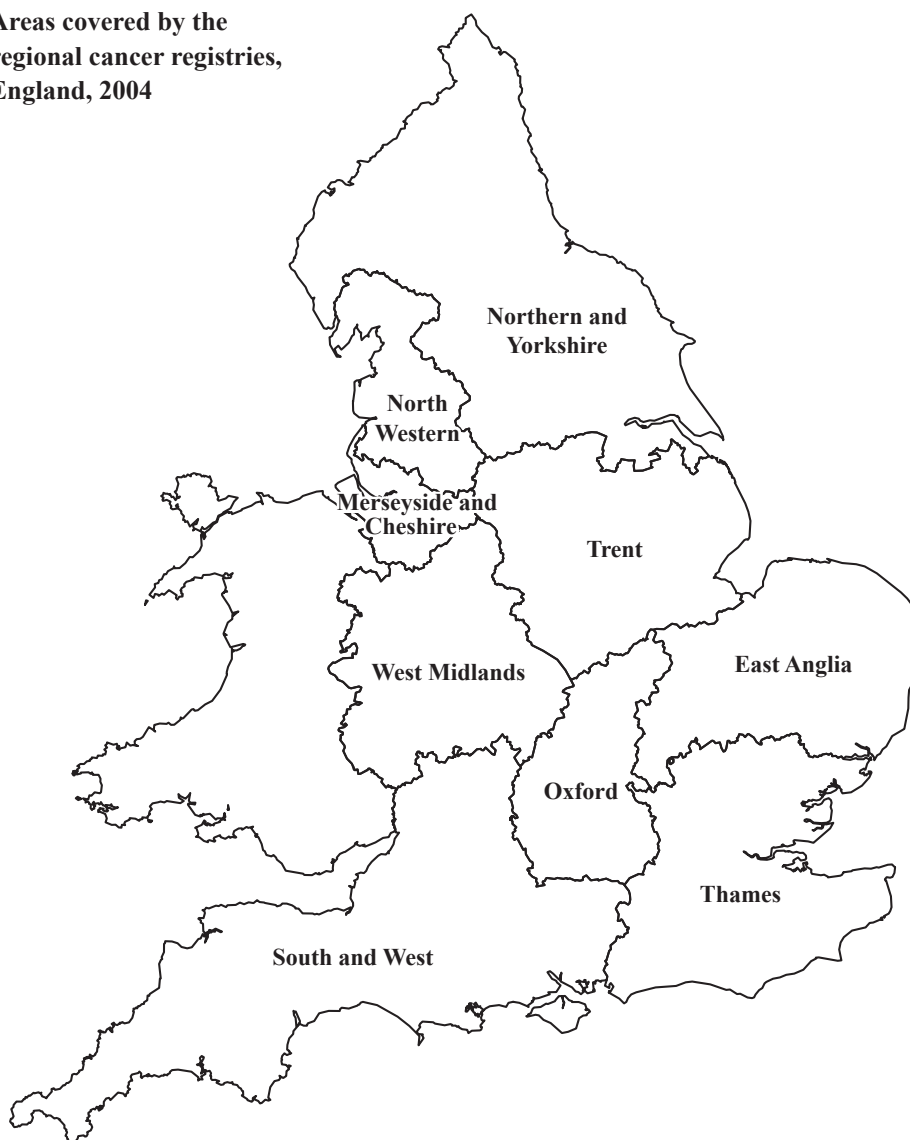 Areas covered by the
regional cancer registries,
England, 2004
Northern and
Yorkshire
North
Western
Merseyside and
Cheshire
Trent
West Midlands
East Anglia
Oxford
Thames
South and West